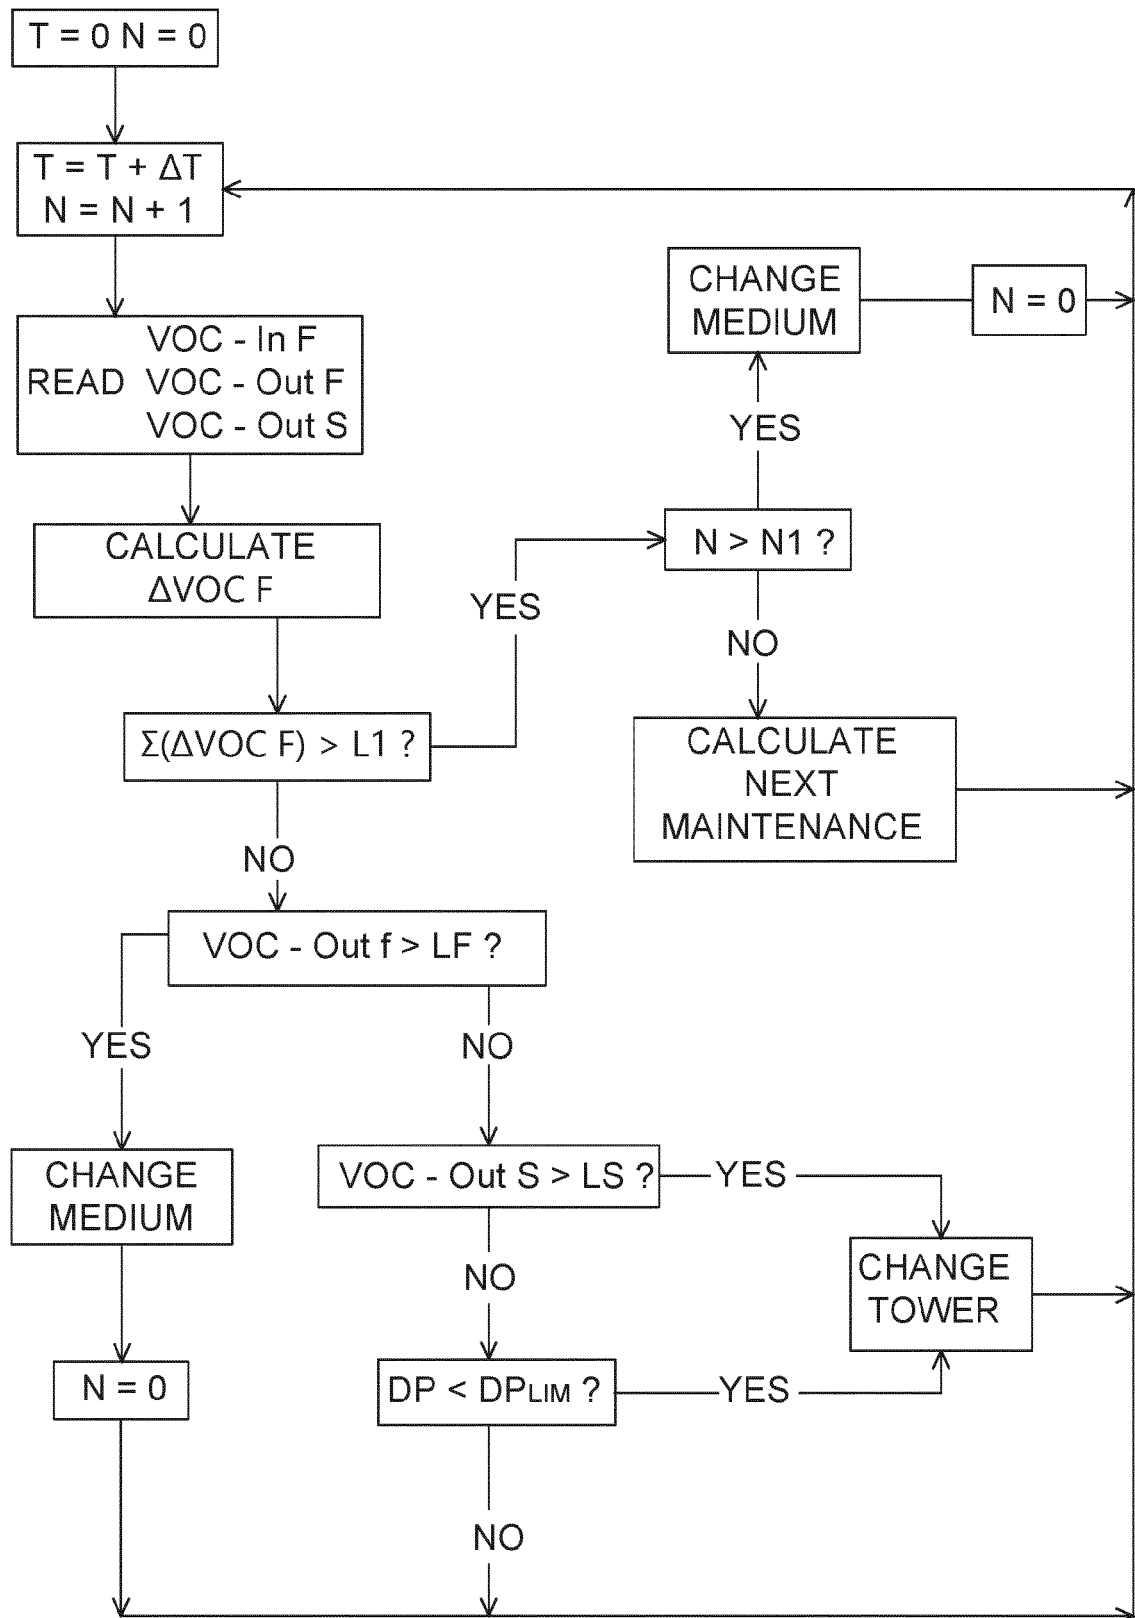 T = 0 N = 0
T = T + ΔT
N = N + 1
VOC - In F
READ VOC - Out F
VOC - Out S
CALCULATE
ΔVOC F
Σ(ΔVOC F) > L1 ?
YES
N > N1 ?
YES
CHANGE
MEDIUM
N = 0
NO
CALCULATE
NEXT
MAINTENANCE
NO
VOC - Out f > LF ?
YES
CHANGE
MEDIUM
N = 0
NO
VOC - Out S > LS ?
YES
CHANGE
TOWER
NO
DP < DPLIM ?
YES
NO